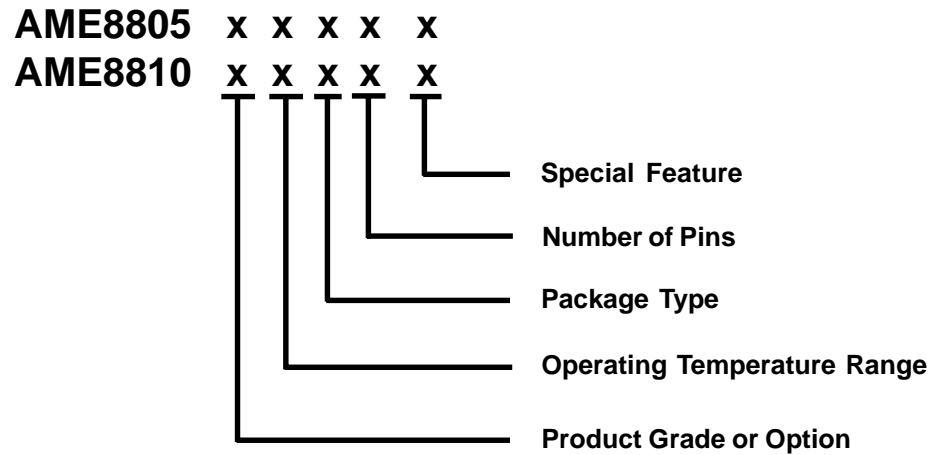 AME8805 x x x x x
AME8810 x x x x x
Special Feature
Number of Pins
Package Type
Operating Temperature Range
Product Grade or Option